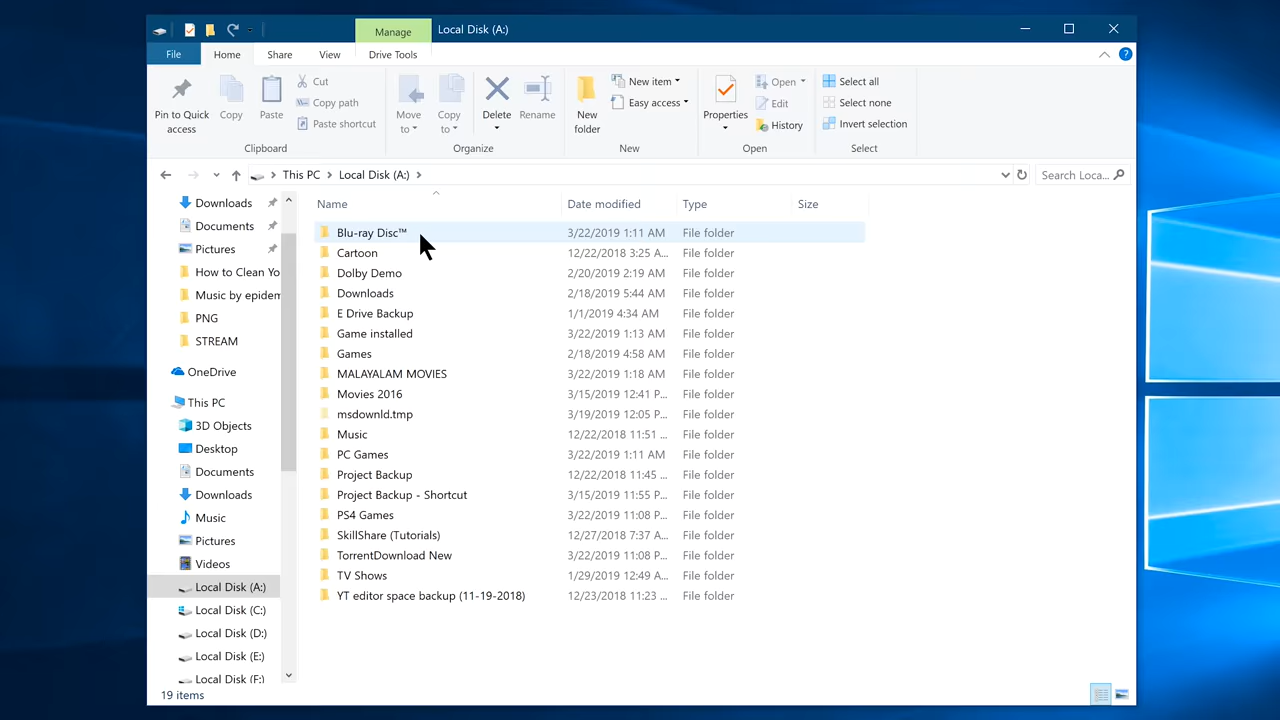 Manage
Local Disk (A:)
File
Home
Share
View
Drive Tools
Pin to Quick access
Copy
Paste
Cut
Copy path
Paste shortcut
Clipboard
Move to
Copy to
Delete
Rename
Organize
New folder
New item
Easy access
New
Properties
Open
Edit
History
Open
Select all
Select none
Invert selection
Select
This PC
Local Disk (A:)
Search Loca...
Downloads
Documents
Pictures
How to Clean Yo
Music by epidem
PNG
STREAM
OneDrive
This PC
3D Objects
Desktop
Documents
Downloads
Music
Pictures
Videos
Local Disk (A:)
Local Disk (C:)
Local Disk (D:)
Local Disk (E:)
Local Disk (F:)
Name Date modified Type Size
Blu-ray Disc™ 3/22/2019 1:11 AM File folder
Cartoon 12/22/2018 3:25 A... File folder
Dolby Demo 2/20/2019 2:19 AM File folder
Downloads 2/18/2019 5:44 AM File folder
E Drive Backup 1/1/2019 4:34 AM File folder
Game installed 3/22/2019 1:13 AM File folder
Games 2/18/2019 4:58 AM File folder
MALAYALAM MOVIES 3/22/2019 1:18 AM File folder
Movies 2016 3/15/2019 12:41 P... File folder
msdownld.tmp 3/19/2019 12:05 P... File folder
Music 12/22/2018 11:51 ... File folder
PC Games 3/22/2019 1:11 AM File folder
Project Backup 12/22/2018 11:45 ... File folder
Project Backup - Shortcut 3/15/2019 11:55 P... File folder
PS4 Games 3/22/2019 11:08 P... File folder
SkillShare (Tutorials) 12/27/2018 7:37 A... File folder
TorrentDownload New 3/22/2019 11:08 P... File folder
TV Shows 1/29/2019 12:49 A... File folder
YT editor space backup (11-19-2018) 12/23/2018 11:23 ... File folder
19 items